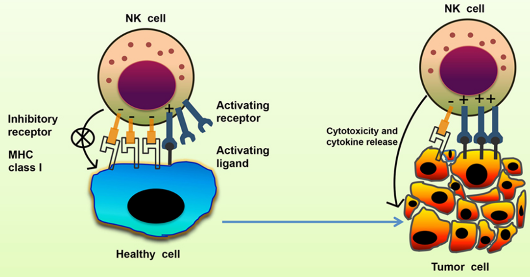 NK cell
NK cell
- - - +
- + + +
Inhibitory
receptor
MHC
class I
Activating
receptor
Activating
ligand
Cytotoxicity and
cytokine release
Healthy cell
Tumor cell